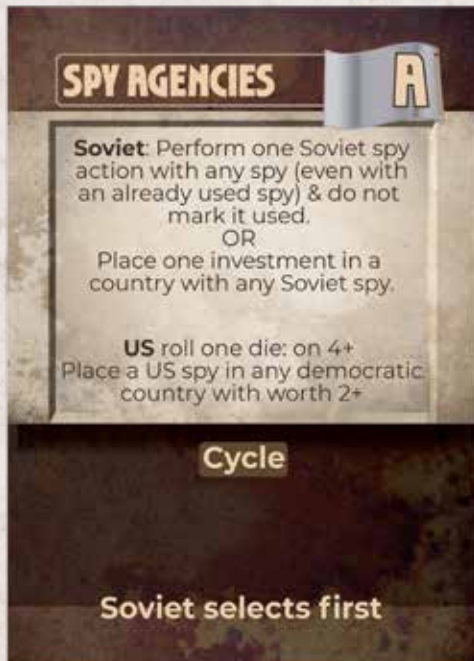 SPY AGENCIES
A
Soviet: Perform one Soviet spy
action with any spy (even with
an already used spy) & do not
mark it used.
OR
Place one investment in a
country with any Soviet spy.
US roll one die: on 4+
Place a US spy in any democratic
country with worth 2+
Cycle
Soviet selects first